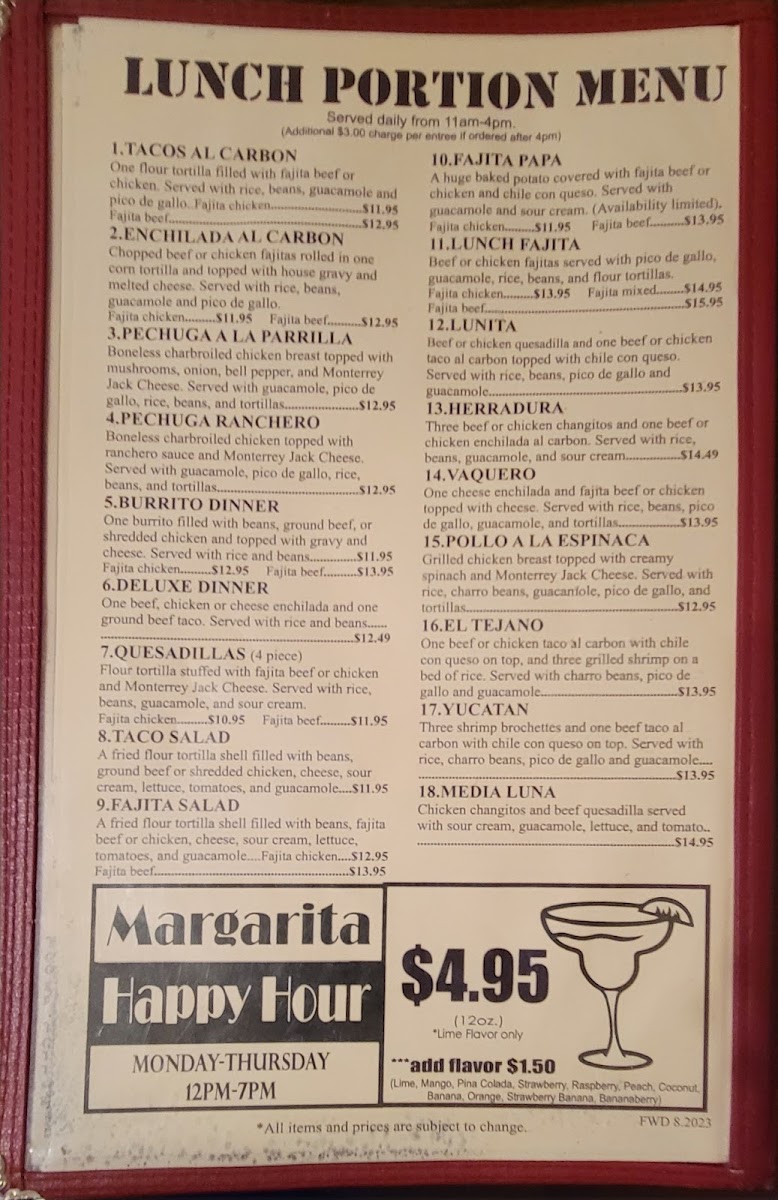 LUNCH PORTION MENU
Served daily from 11am-4pm.
(Additional $3.00 charge per entree if ordered after 4pm)
1.TACOS AL CARBON
One flour tortilla filled with fajita beef or
chicken. Served with rice, beans, guacamole and
pico de gallo..Fajita chicken......................$11.95
Fajita beef..................................................$12.95
2.ENCHILADA AL CARBON
Chopped beef or chicken fajitas rolled in one
corn tortilla and topped with house gravy and
melted cheese. Served with rice, beans,
guacamole and pico de gallo.
Fajita chicken.........$11.95 Fajita beef..........$12.95
3.PECHUGA A LA PARRILLA
Boneless charbroiled chicken breast topped with
mushrooms, onion, bell pepper, and Monterrey
Jack Cheese. Served with guacamole, pico de
gallo, rice, beans, and tortillas..................$12.95
4.PECHUGA RANCHERO
Boneless charbroiled chicken topped with
ranchero sauce and Monterrey Jack Cheese.
Served with guacamole, pico de gallo, rice,
beans, and tortillas...................................$12.95
5.BURRITO DINNER
One burrito filled with beans, ground beef, or
shredded chicken and topped with gravy and
cheese. Served with rice and beans............$11.95
Fajita chicken.........$12.95 Fajita beef..........$13.95
6.DELUXE DINNER
One beef, chicken or cheese enchilada and one
ground beef taco. Served with rice and beans......
...............................................................$12.49
7.QUESADILLAS (4 piece)
Flour tortilla stuffed with fajita beef or chicken
and Monterrey Jack Cheese. Served with rice,
beans, guacamole, and sour cream.
Fajita chicken.........$10.95 Fajita beef.........$11.95
8.TACO SALAD
A fried flour tortilla shell filled with beans,
ground beef or shredded chicken, cheese, sour
cream, lettuce, tomatoes, and guacamole....$11.95
9.FAJITA SALAD
A fried flour tortilla shell filled with beans, fajita
beef or chicken, cheese, sour cream, lettuce,
tomatoes, and guacamole....Fajita chicken....$12.95
Fajita beef................................................$13.95
10.FAJITA PAPA
A huge baked potato covered with fajita beef or
chicken and chile con queso. Served with
guacamole and sour cream. (Availability limited).
Fajita chicken.........$11.95 Fajita beef.........$13.95
11.LUNCH FAJITA
Beef or chicken fajitas served with pico de gallo,
guacamole, rice, beans, and flour tortillas.
Fajita chicken.........$13.95 Fajita mixed........$14.95
Fajita beef................................................$15.95
12.LUNITA
Beef or chicken quesadilla and one beef or chicken
taco al carbon topped with chile con queso.
Served with rice, beans, pico de gallo and
guacamole................................................$13.95
13.HERRADURA
Three beef or chicken changitos and one beef or
chicken enchilada al carbon. Served with rice,
beans, guacamole, and sour cream..............$14.49
14.VAQUERO
One cheese enchilada and fajita beef or chicken
topped with cheese. Served with rice, beans, pico
de gallo, guacamole, and tortillas................$13.95
15.POLLO A LA ESPINACA
Grilled chicken breast topped with creamy
spinach and Monterrey Jack Cheese. Served with
rice, charro beans, guacamole, pico de gallo, and
tortillas....................................................$12.95
16.EL TEJANO
One beef or chicken taco al carbon with chile
con queso on top, and three grilled shrimp on a
bed of rice. Served with charro beans, pico de
gallo and guacamole..................................$13.95
17.YUCATAN
Three shrimp brochettes and one beef taco al
carbon with chile con queso on top. Served with
rice, charro beans, pico de gallo and guacamole....
...............................................................$13.95
18.MEDIA LUNA
Chicken changitos and beef quesadilla served
with sour cream, guacamole, lettuce, and tomato..
...............................................................$14.95
Margarita
Happy Hour
MONDAY-THURSDAY
12PM-7PM
$4.95
(12oz.)
*Lime Flavor only
***add flavor $1.50
(Lime, Mango, Pina Colada, Strawberry, Raspberry, Peach, Coconut,
Banana, Orange, Strawberry Banana, Bananaberry)
*All items and prices are subject to change.
FWD 8.2023